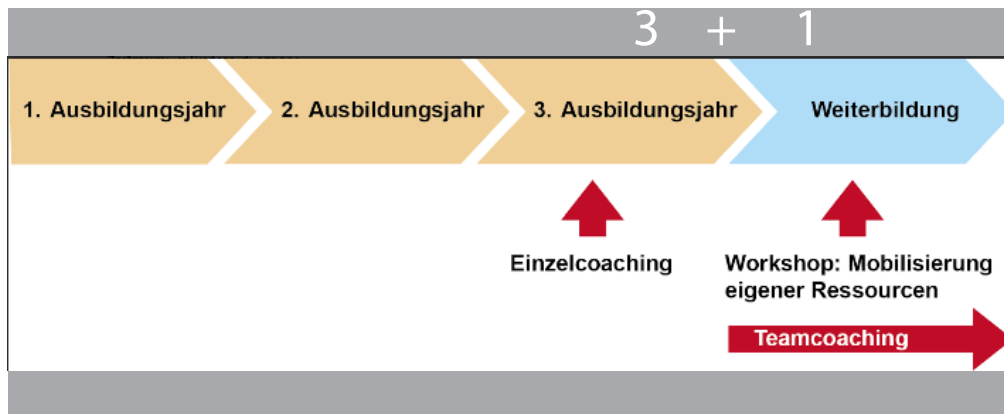 3 + 1
1. Ausbildungsjahr
2. Ausbildungsjahr
3. Ausbildungsjahr
Weiterbildung
Einzelcoaching
Workshop: Mobilisierung
eigener Ressourcen
Teamcoaching